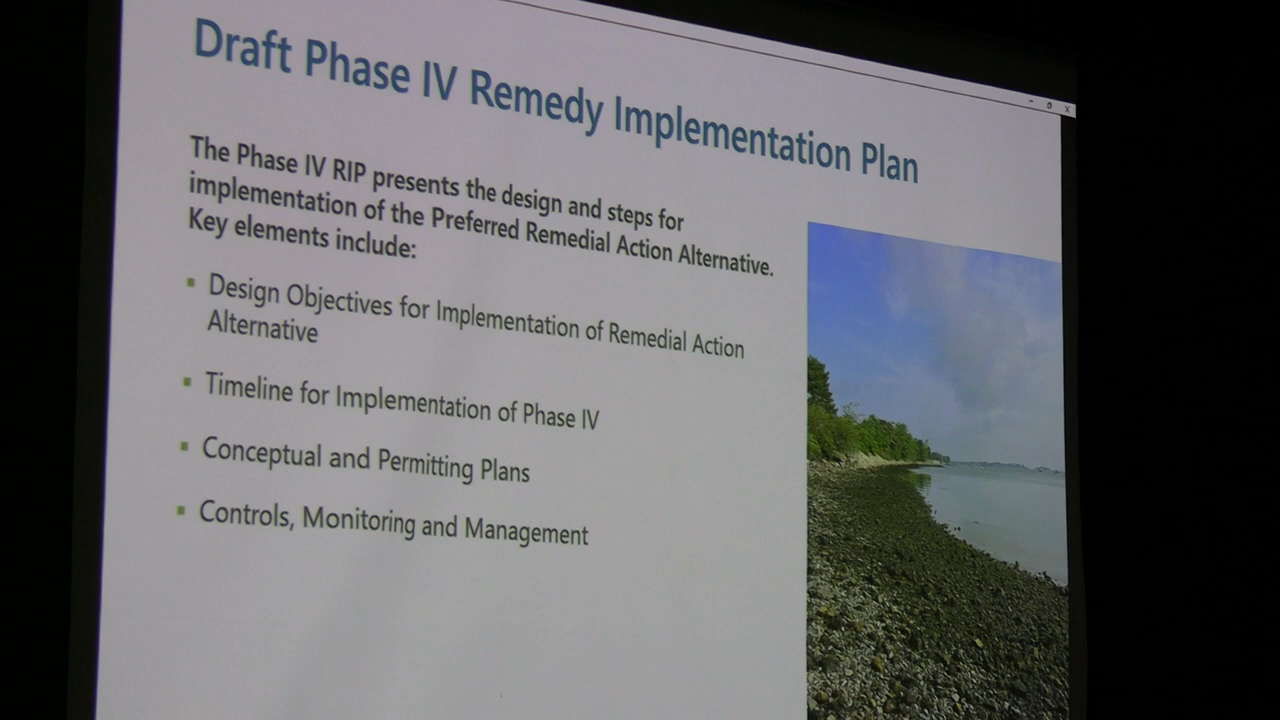 Draft Phase IV Remedy Implementation Plan
The Phase IV RIP presents the design and steps for
implementation of the Preferred Remedial Action Alternative.
Key elements include:
Design Objectives for Implementation of Remedial Action
Alternative
Timeline for Implementation of Phase IV
Conceptual and Permitting Plans
Controls, Monitoring and Management